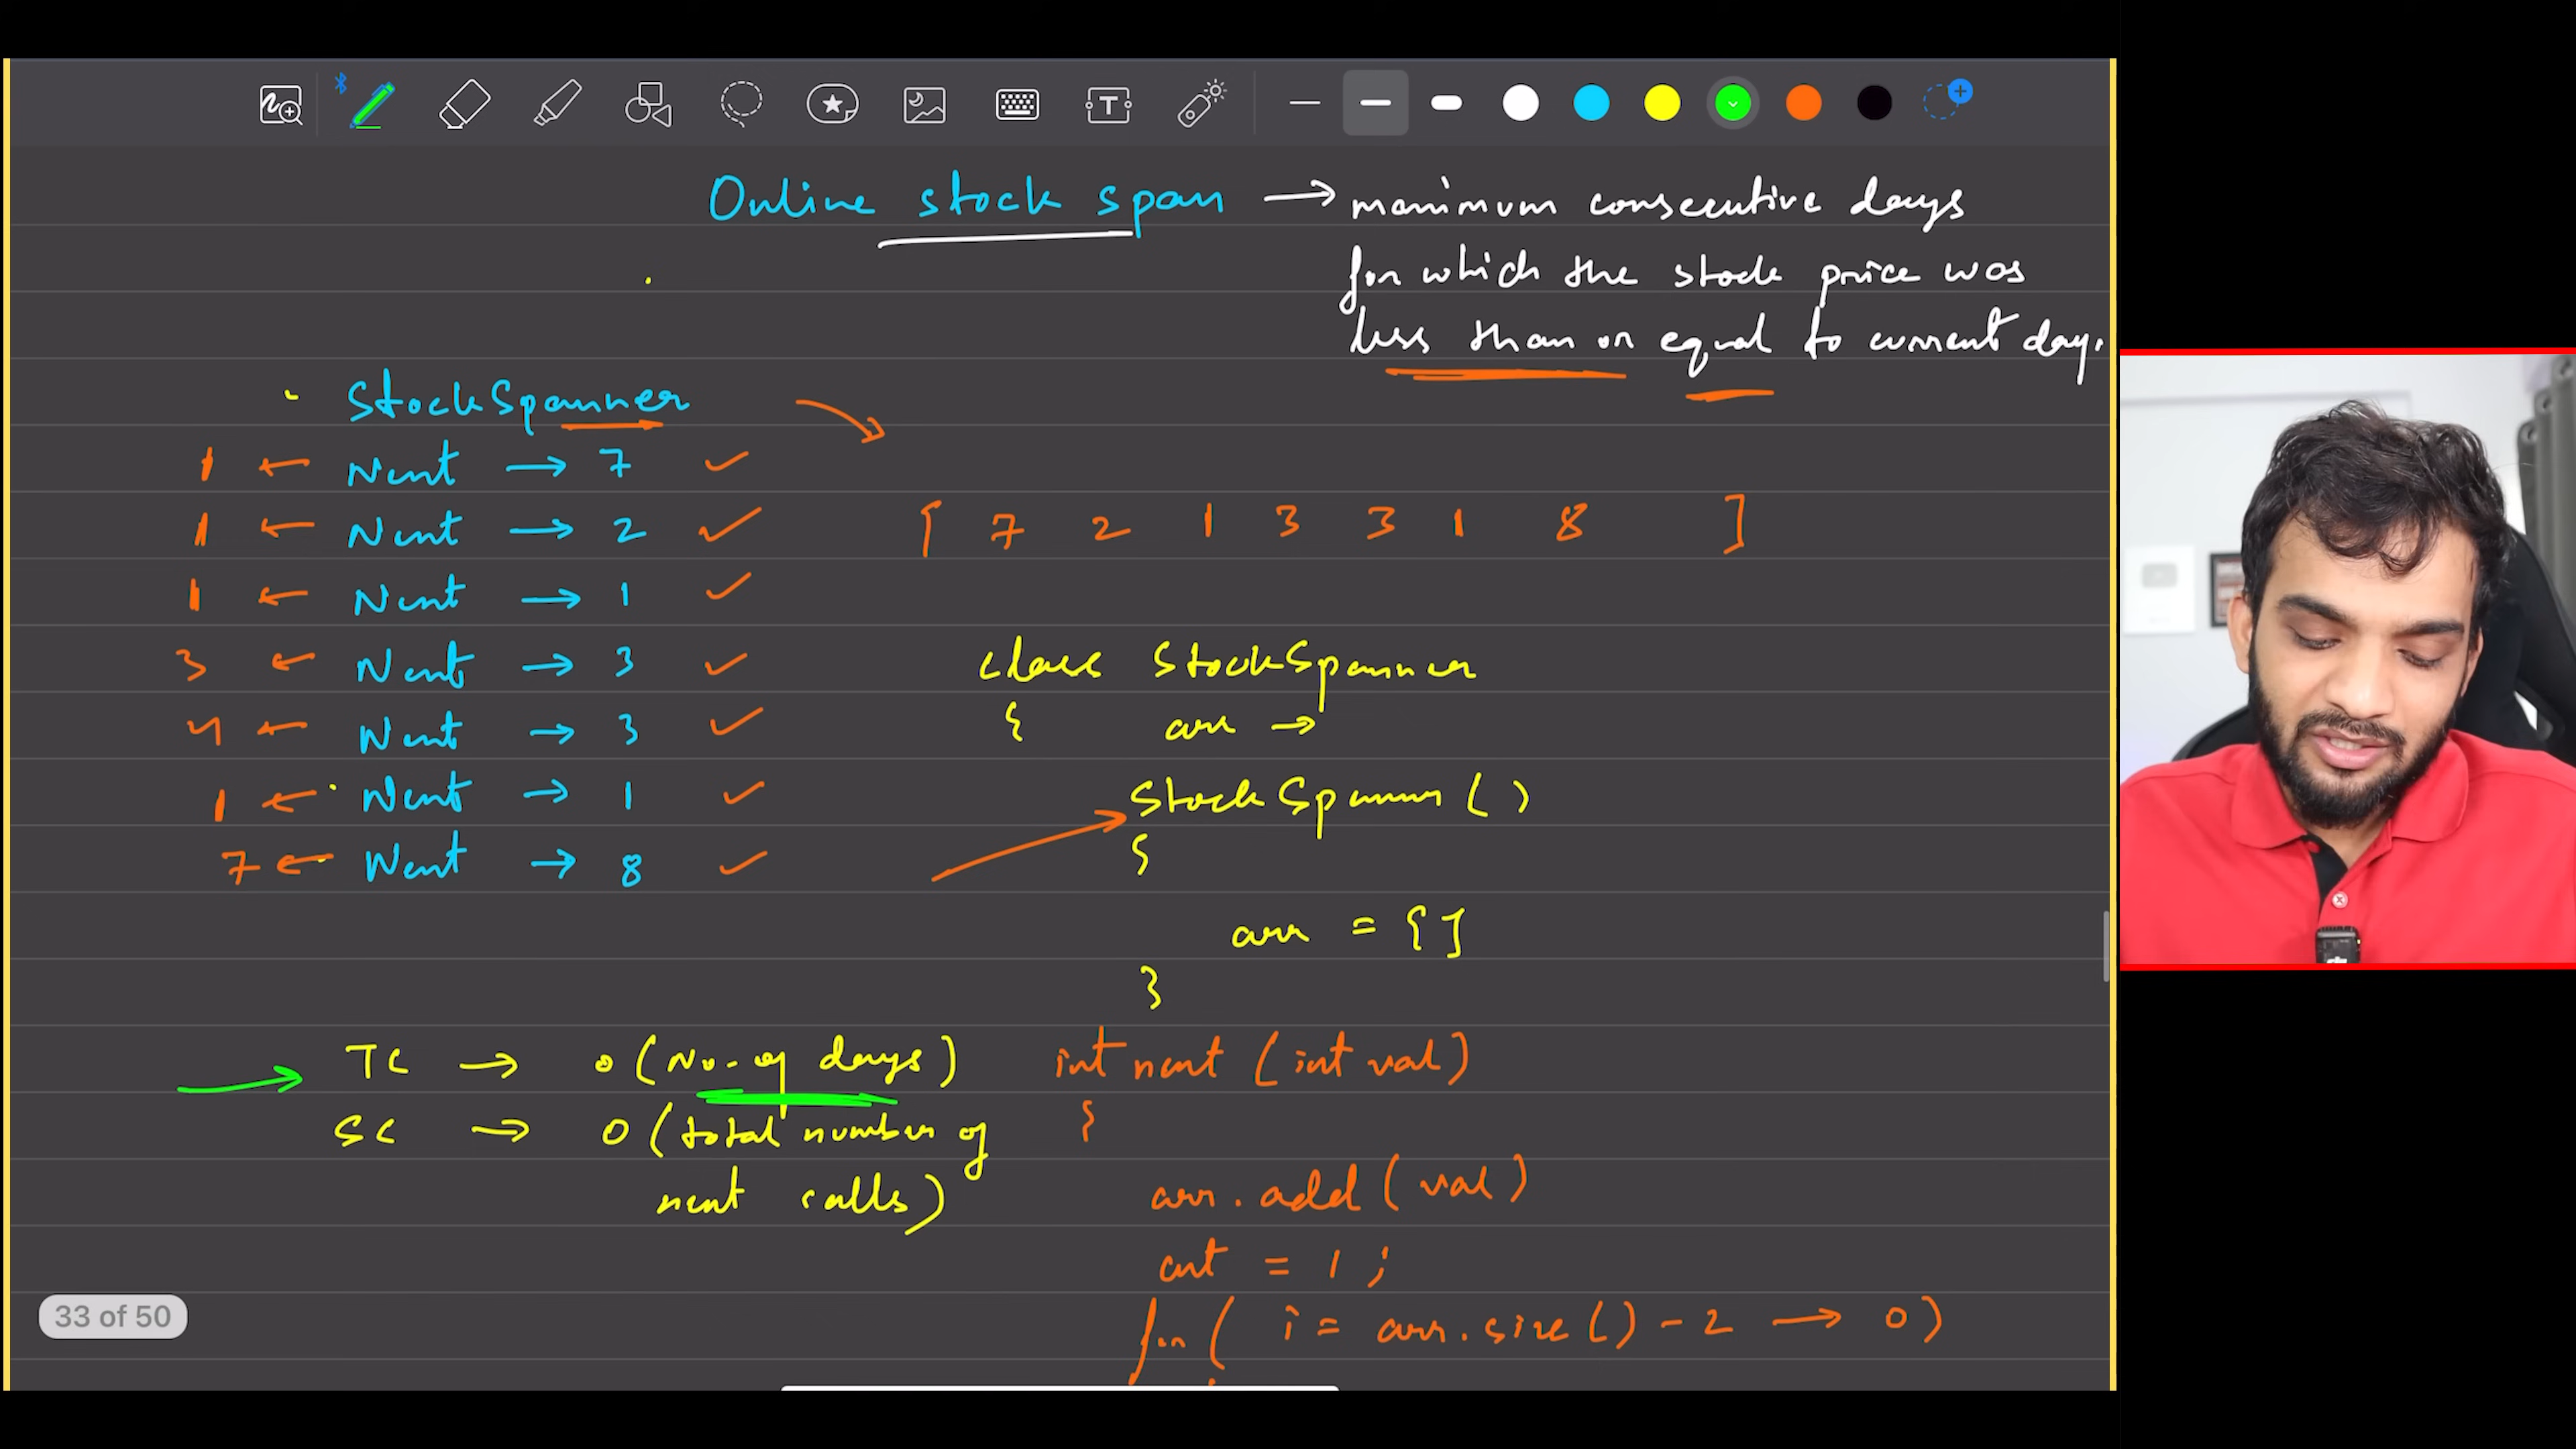 Online stock span → maximum consecutive days
for which the stock price was
less than or equal to current day.
StockSpanner
1 ← Next → 7 ✓
1 ← Next → 2 ✓
1 ← Next → 1 ✓
3 ← Next → 3 ✓
4 ← Next → 3 ✓
1 ← Next → 1 ✓
7 ← Next → 8 ✓
[ 7 2 1 3 3 1 8 ]
class StockSpanner
{ arr →
StockSpanner ( )
{
arr = { ]
}
TC → O (No. of days)
SC → O (total number of
next calls)
int next (int val)
{
arr.add (val)
cnt = 1 ;
for ( i = arr.size ( ) - 2 → 0 )
T
33 of 50